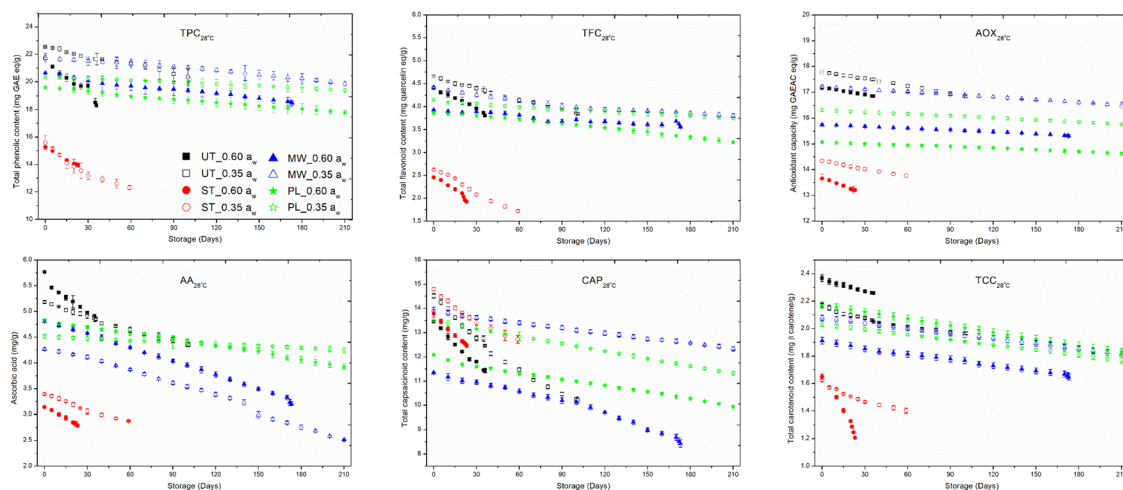 TPC28°C
Total phenolic content (mg GAE eq/g)
24
22
20
18
16
14
12
10
UT_0.60 aw
UT_0.35 aw
ST_0.60 aw
ST_0.35 aw
MW_0.60 aw
MW_0.35 aw
PL_0.60 aw
PL_0.35 aw
0 30 60 90 120 150 180 210
Storage (Days)
TFC28°C
Total flavonoid content (mg quercetin eq/g)
6.0
5.5
5.0
4.5
4.0
3.5
3.0
2.5
2.0
1.5
0 30 60 90 120 150 180 210
Storage (Days)
AOX28°C
Antioxidant capacity (mg GAEAC eq/g)
20
19
18
17
16
15
14
13
12
0 30 60 90 120 150 180 210
Storage (Days)
AA28°C
Ascorbic acid (mg/g)
6.0
5.5
5.0
4.5
4.0
3.5
3.0
2.5
2.0
0 30 60 90 120 150 180 210
Storage (Days)
CAP28°C
Total capsaicinoid content (mg/g)
16
15
14
13
12
11
10
9
8
0 30 60 90 120 150 180 210
Storage (Days)
TCC28°C
Total carotenoid content (mg β carotene/g)
2.4
2.2
2.0
1.8
1.6
1.4
1.2
1.0
0 30 60 90 120 150 180 210
Storage (Days)